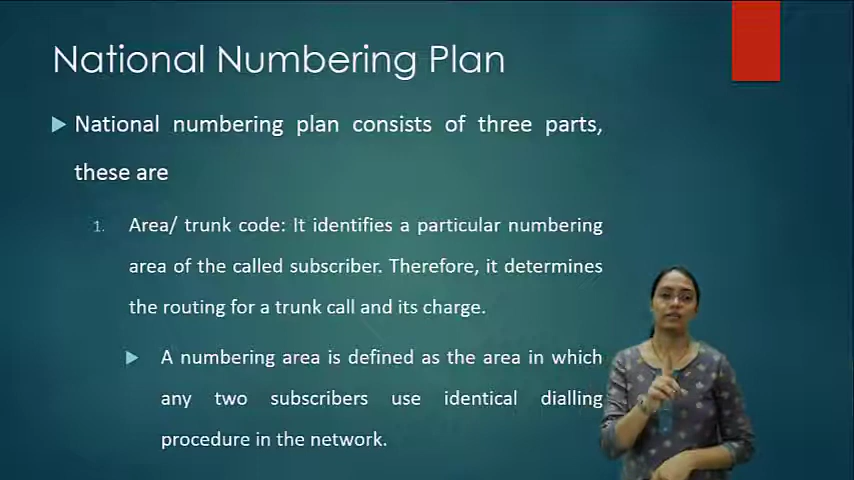 National Numbering Plan
National numbering plan consists of three parts,
these are
1. Area/ trunk code: It identifies a particular numbering
area of the called subscriber. Therefore, it determines
the routing for a trunk call and its charge.
A numbering area is defined as the area in which
any two subscribers use identical dialling
procedure in the network.